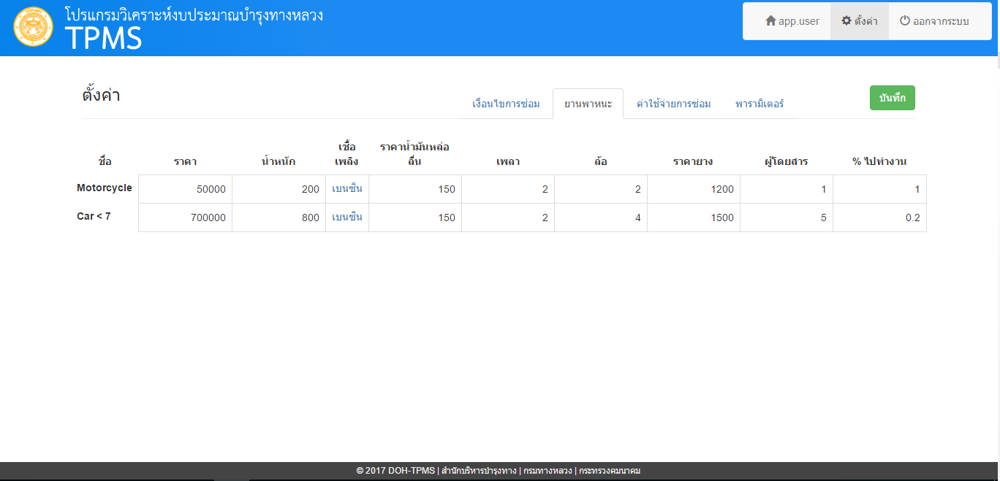 โปรแกรมวิเคราะห์งบประมาณบำรุงทางหลวง
TPMS
app.user ตั้งค่า ออกจากระบบ
ตั้งค่า
เงื่อนไขการซ่อม ยานพาหนะ ค่าใช้จ่ายการซ่อม พารามิเตอร์ บันทึก
ชื่อ ราคา น้ำหนัก เชื้อเพลิง ราคาน้ำมันหล่อลื่น เพลา ล้อ ราคายาง ผู้โดยสาร % ไปทำงาน
Motorcycle 50000 200 เบนซิน 150 2 2 1200 1 1
Car < 7 700000 800 เบนซิน 150 2 4 1500 5 0.2
© 2017 DOH-TPMS | สำนักบริหารบำรุงทาง | กรมทางหลวง | กระทรวงคมนาคม